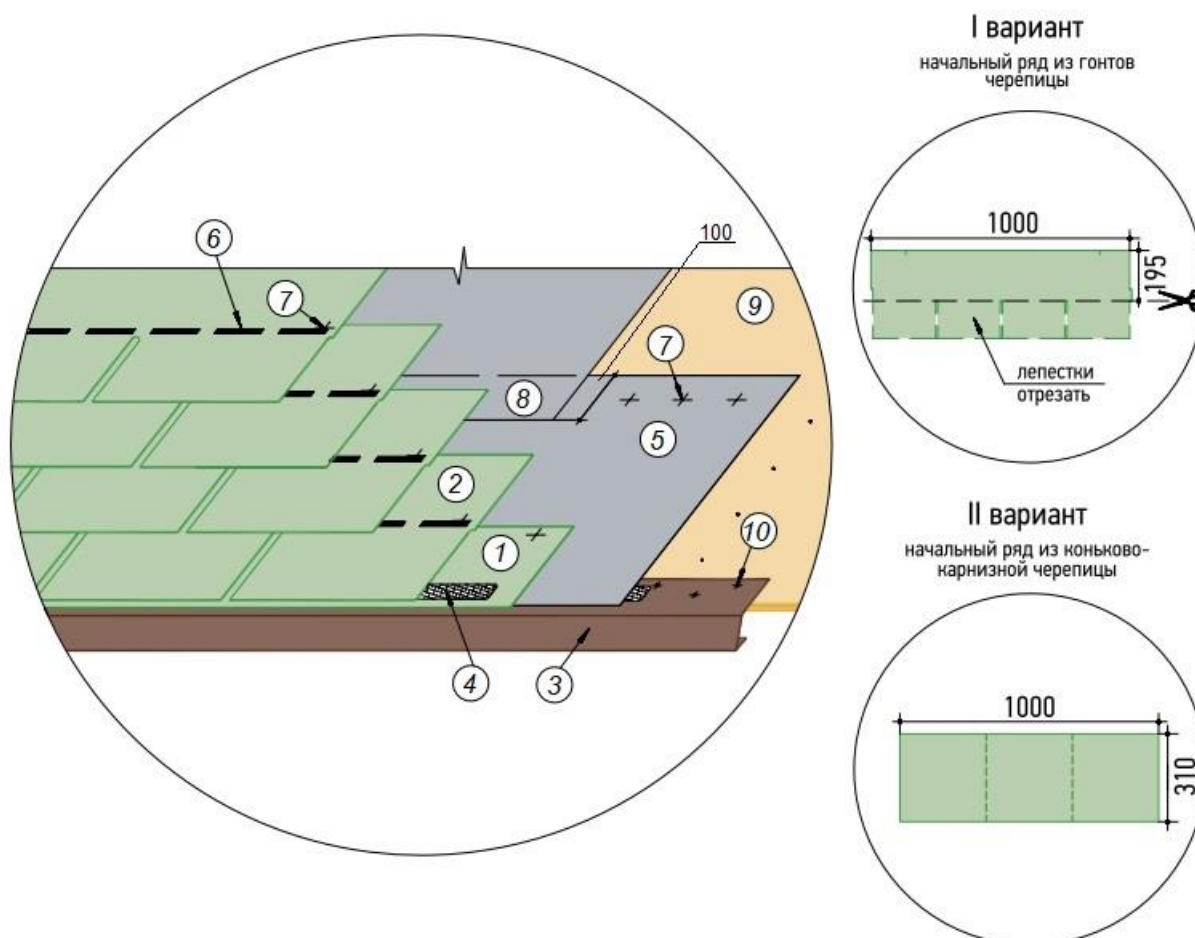 6
7
100
9
7
8
5
2
1
10
4
3
I вариант
начальный ряд из гонтов
черепицы
1000
195
лепестки
отрезать
II вариант
начальный ряд из коньково-
карнизной черепицы
1000
310